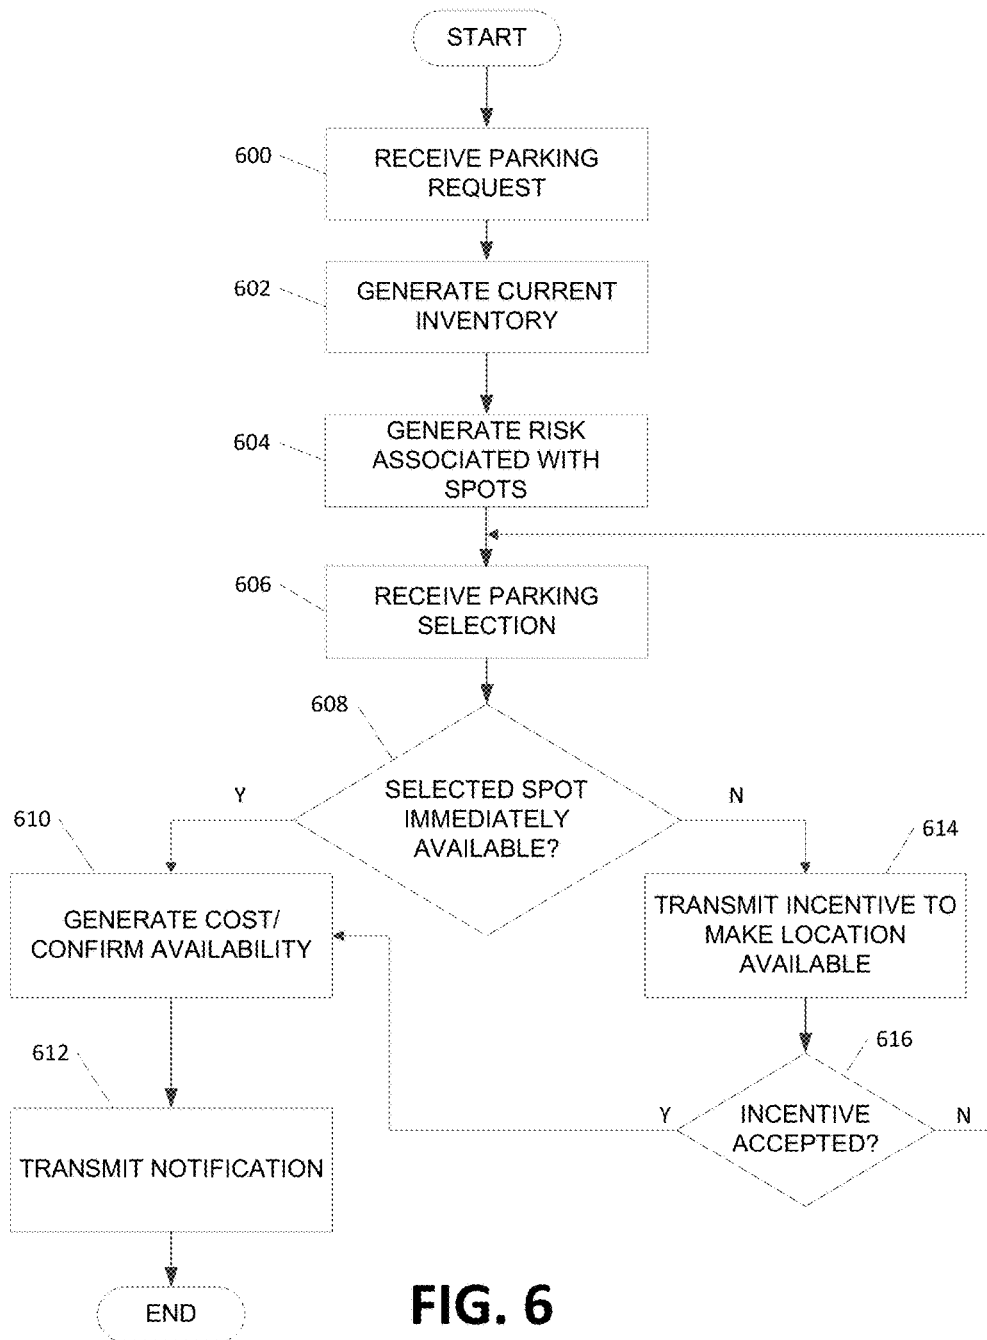 START
600
RECEIVE PARKING
REQUEST
602
GENERATE CURRENT
INVENTORY
604
GENERATE RISK
ASSOCIATED WITH
SPOTS
606
RECEIVE PARKING
SELECTION
608
SELECTED SPOT
IMMEDIATELY
AVAILABLE?
Y
N
610
GENERATE COST/
CONFIRM AVAILABILITY
614
TRANSMIT INCENTIVE TO
MAKE LOCATION
AVAILABLE
612
TRANSMIT NOTIFICATION
616
INCENTIVE
ACCEPTED?
Y
N
END
FIG. 6